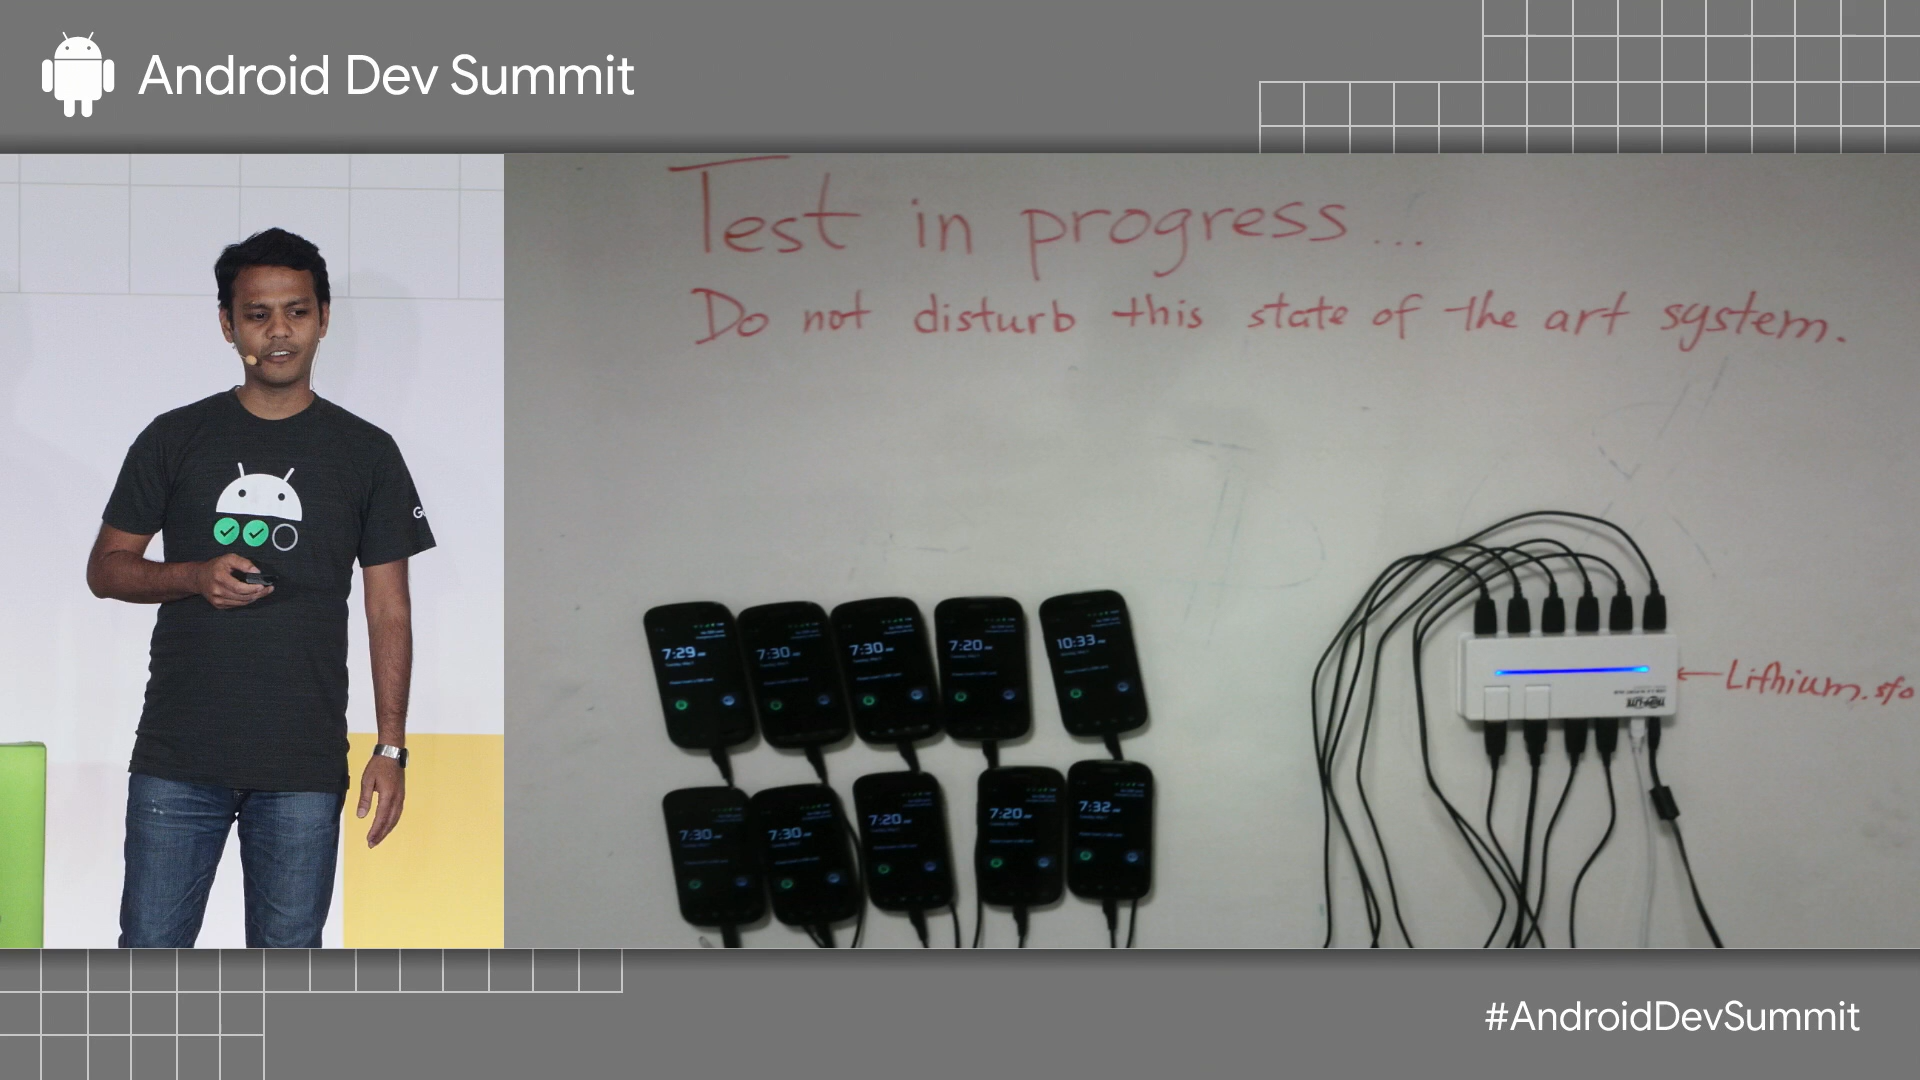 Android Dev Summit
Test in progress...
Do not disturb this state of the art system.
7:29
7:30
7:30
7:20
10:33
Lithium.sfo
TRIPP-LITE
7:30
7:30
7:20
7:20
7:32
#AndroidDevSummit